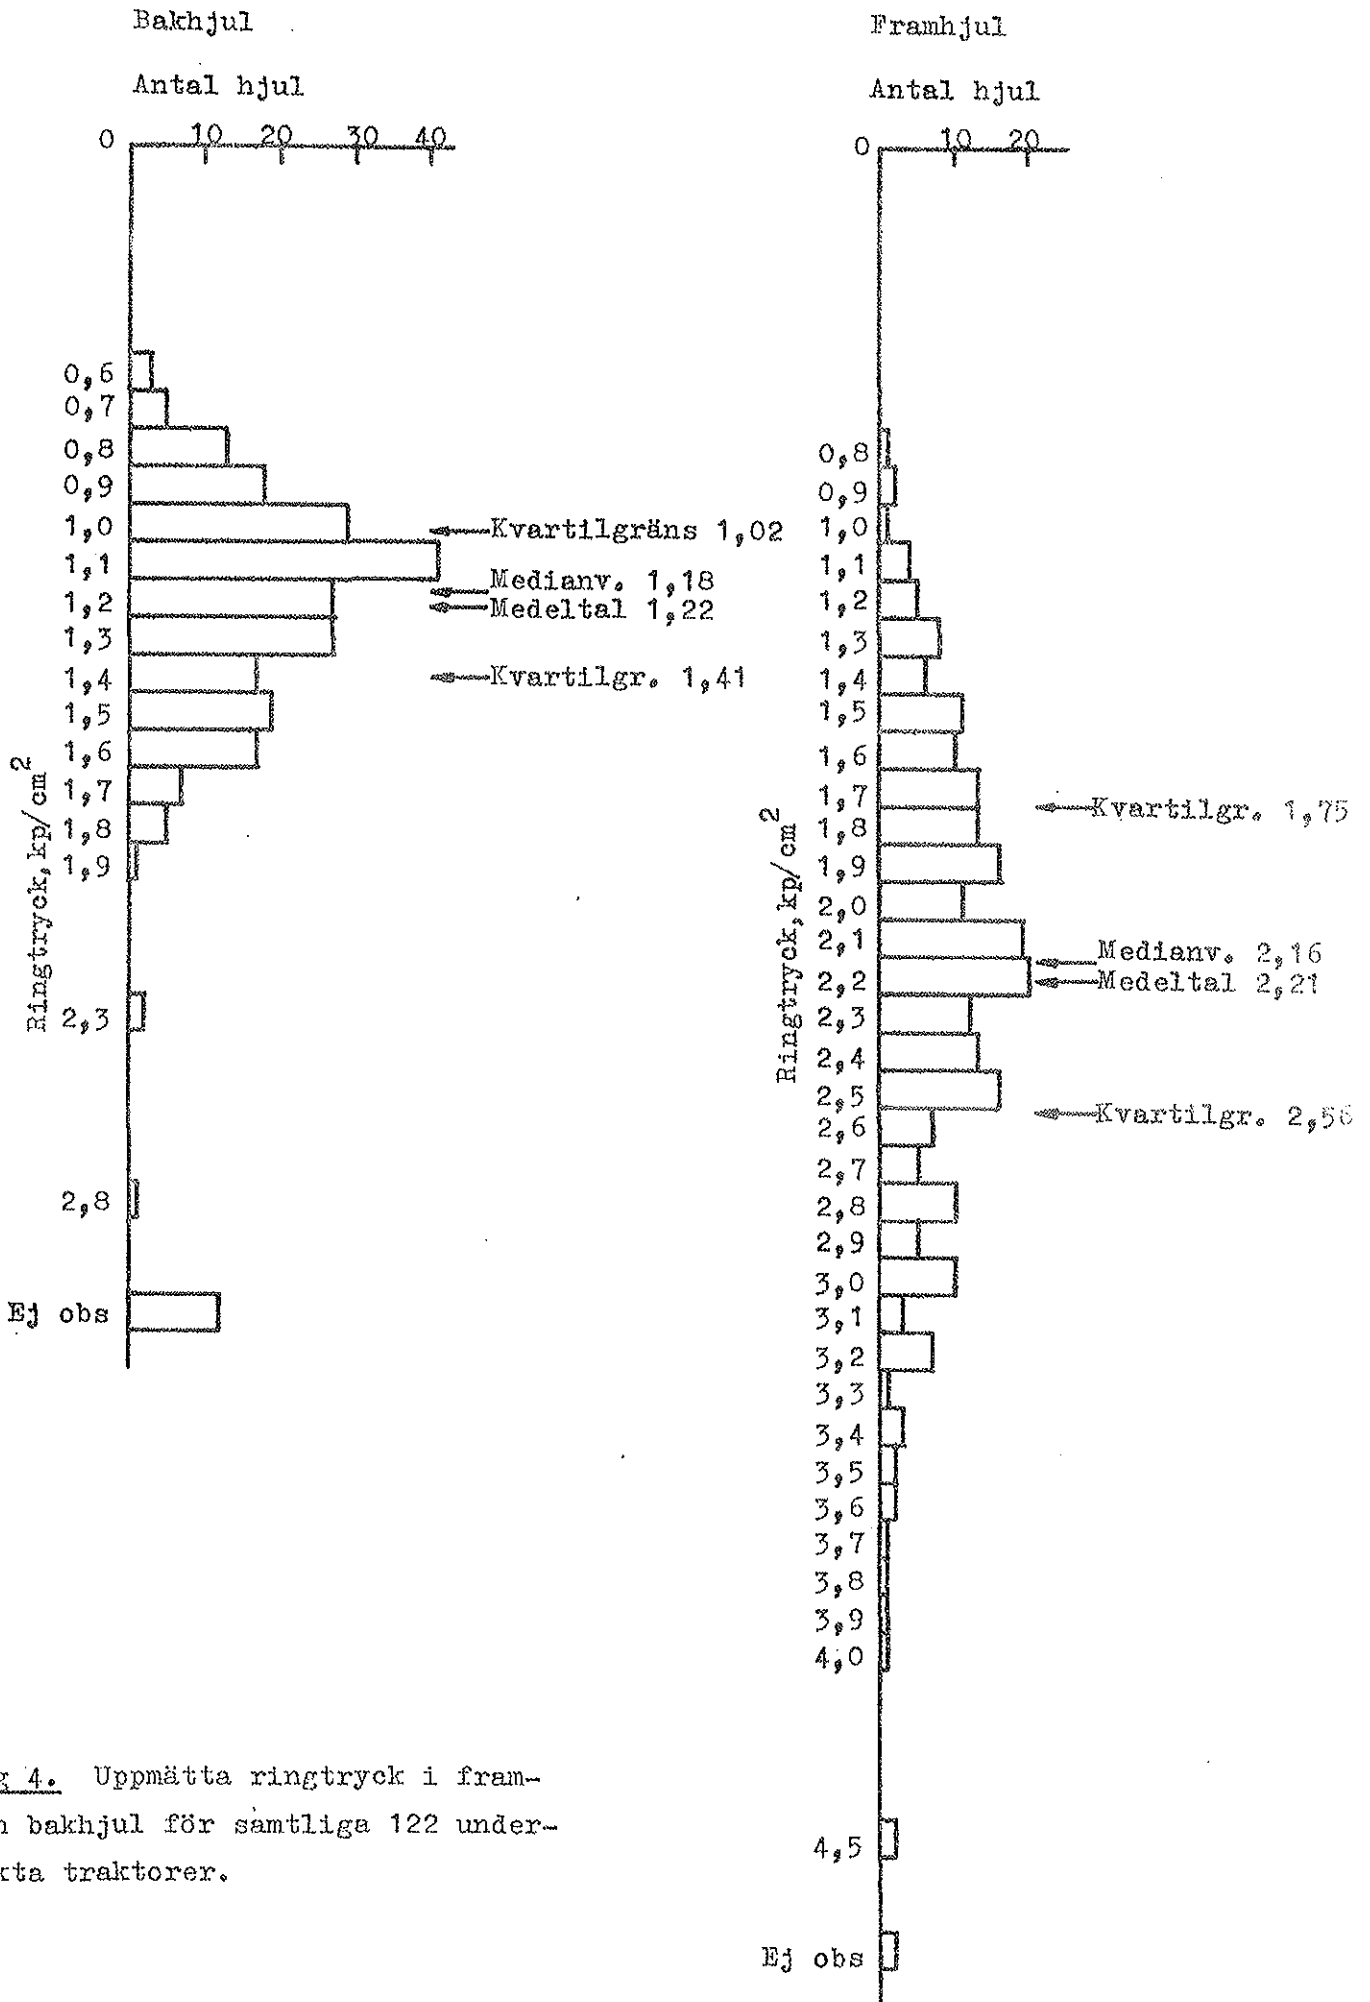 Bakhjul
Antal hjul
0 10 20 30 40
0,6
0,7
0,8
0,9
1,0
1,1
1,2
1,3
1,4
1,5
1,6
1,7
1,8
1,9
2,3
2,8
Ej obs
Ringtryck, kp/cm²
Kvartilgräns 1,02
Medianv. 1,18
Medeltal 1,22
Kvartilgr. 1,41
Framhjul
Antal hjul
0 10 20
0,8
0,9
1,0
1,1
1,2
1,3
1,4
1,5
1,6
1,7
1,8
1,9
2,0
2,1
2,2
2,3
2,4
2,5
2,6
2,7
2,8
2,9
3,0
3,1
3,2
3,3
3,4
3,5
3,6
3,7
3,8
3,9
4,0
4,5
Ej obs
Ringtryck, kp/cm²
Kvartilgr. 1,75
Medianv. 2,16
Medeltal 2,21
Kvartilgr. 2,56
g 4. Uppmätta ringtryck i fram-
h bakhjul för samtliga 122 under-
kta traktorer.